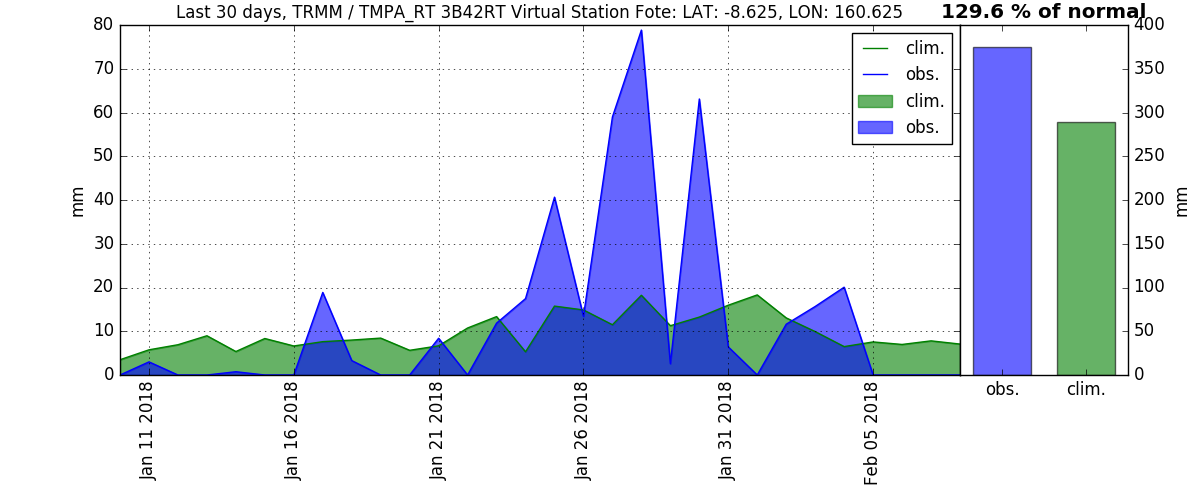 Last 30 days, TRMM / TMPA_RT 3B42RT Virtual Station Fote: LAT: -8.625, LON: 160.625
129.6 % of normal
80
70
60
50
40
30
20
10
0
mm
clim.
obs.
clim.
obs.
Jan 11 2018
Jan 16 2018
Jan 21 2018
Jan 26 2018
Jan 31 2018
Feb 05 2018
400
350
300
250
200
150
100
50
0
mm
obs.
clim.